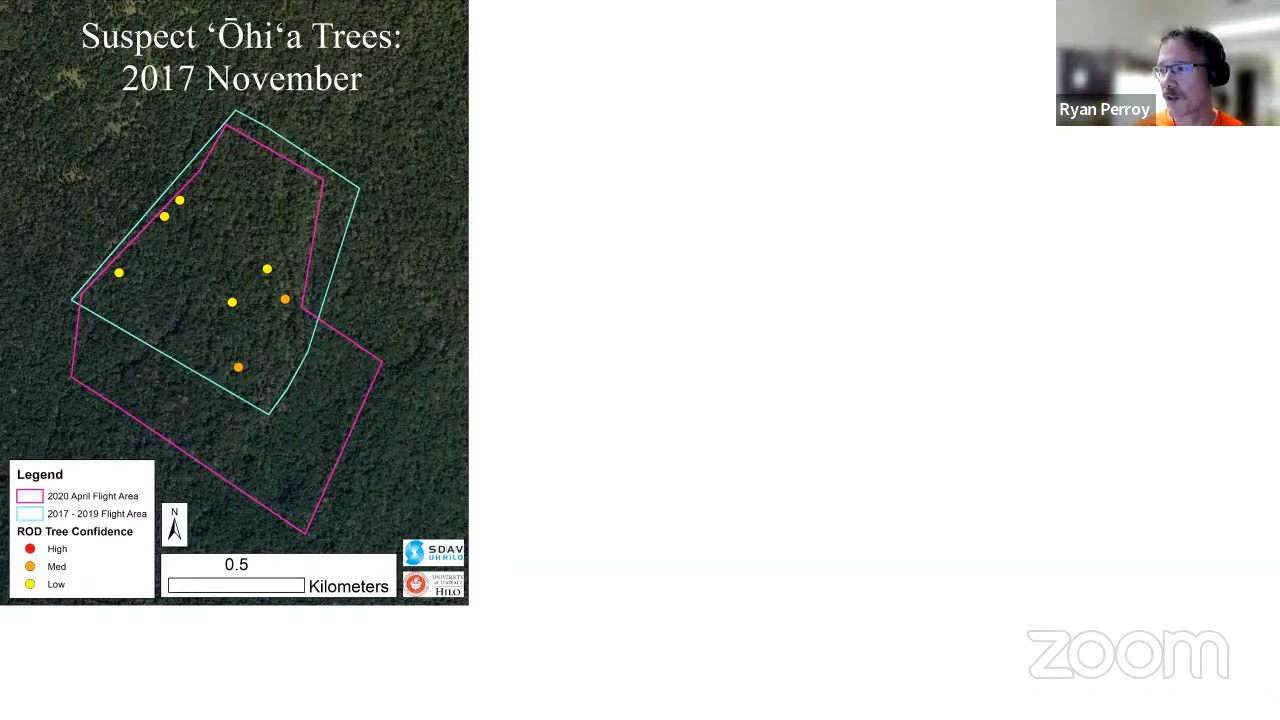 Suspect ʻŌhiʻa Trees:
2017 November
Ryan Perroy
Legend
2020 April Flight Area
2017 - 2019 Flight Area
ROD Tree Confidence
High
Med
Low
N
0.5
Kilometers
SDAV
UH HILO
UNIVERSITY
of HAWAIʻI
HILO
zoom